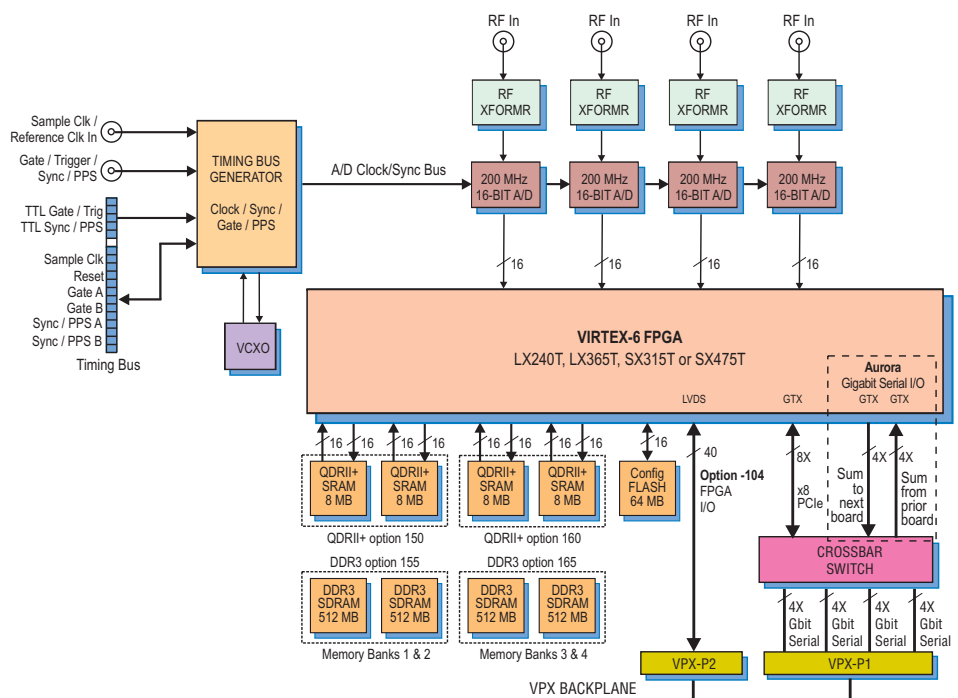 RF In
RF In
RF In
RF In
RF
XFORMR
RF
XFORMR
RF
XFORMR
RF
XFORMR
Sample Clk /
Reference Clk In
Gate / Trigger /
Sync / PPS
TTL Gate / Trig
TTL Sync / PPS
Sample Clk
Reset
Gate A
Gate B
Sync / PPS A
Sync / PPS B
Timing Bus
TIMING BUS
GENERATOR
Clock / Sync /
Gate / PPS
VCXO
A/D Clock/Sync Bus
200 MHz
16-BIT A/D
200 MHz
16-BIT A/D
200 MHz
16-BIT A/D
200 MHz
16-BIT A/D
16
16
16
16
VIRTEX-6 FPGA
LX240T, LX365T, SX315T or SX475T
LVDS
GTX
Aurora
Gigabit Serial I/O
GTX
GTX
16
16
16
16
16
16
16
16
16
40
8X
4X
4X
QDRII+
SRAM
8 MB
QDRII+
SRAM
8 MB
QDRII+
SRAM
8 MB
QDRII+
SRAM
8 MB
Config
FLASH
64 MB
Option -104
FPGA
I/O
x8
PCIe
Sum
to
next
board
Sum
from
prior
board
QDRII+ option 150
QDRII+ option 160
DDR3 option 155
DDR3 option 165
DDR3
SDRAM
512 MB
DDR3
SDRAM
512 MB
DDR3
SDRAM
512 MB
DDR3
SDRAM
512 MB
Memory Banks 1 & 2
Memory Banks 3 & 4
CROSSBAR
SWITCH
4X
Gbit
Serial
4X
Gbit
Serial
4X
Gbit
Serial
4X
Gbit
Serial
VPX-P2
VPX-P1
VPX BACKPLANE